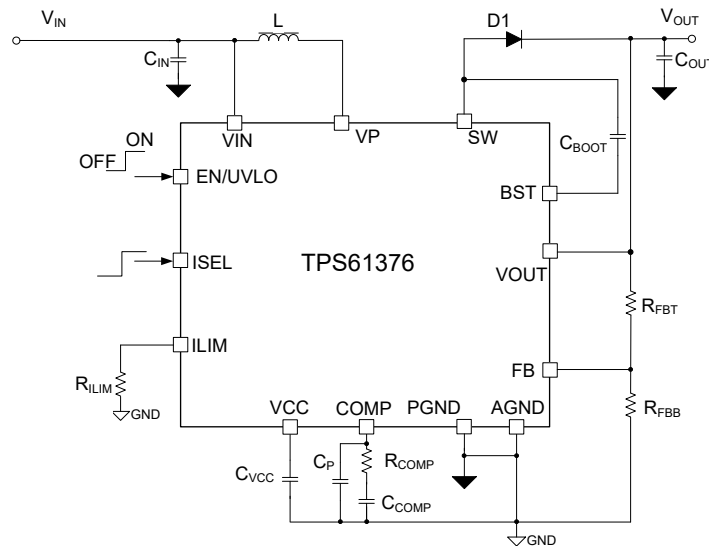 VIN
L
D1
VOUT
CIN
COUT
VIN
VP
SW
CBOOT
ON
OFF
EN/UVLO
BST
ISEL
TPS61376
VOUT
RFBT
ILIM
FB
RILIM
GND
VCC
COMP
PGND
AGND
RFBB
CVCC
CP
RCOMP
CCOMP
GND